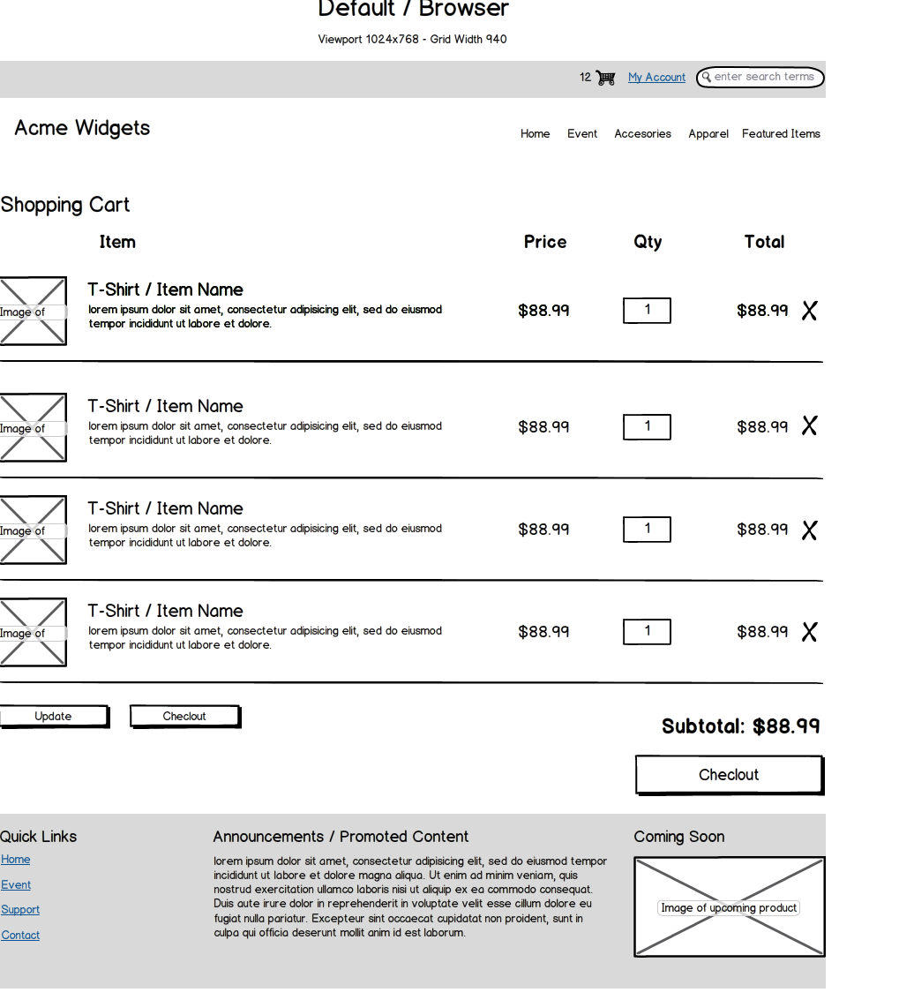 Default / Browser
Viewport 1024x768 - Grid Width 940
12 My Account enter search terms
Acme Widgets
Home Event Accesories Apparel Featured Items
Shopping Cart
Item Price Qty Total
T-Shirt / Item Name
lorem ipsum dolor sit amet, consectetur adipisicing elit, sed do eiusmod
tempor incididunt ut labore et dolore.
Image of
$88.99 1 $88.99 X
T-Shirt / Item Name
lorem ipsum dolor sit amet, consectetur adipisicing elit, sed do eiusmod
tempor incididunt ut labore et dolore.
Image of
$88.99 1 $88.99 X
T-Shirt / Item Name
lorem ipsum dolor sit amet, consectetur adipisicing elit, sed do eiusmod
tempor incididunt ut labore et dolore.
Image of
$88.99 1 $88.99 X
T-Shirt / Item Name
lorem ipsum dolor sit amet, consectetur adipisicing elit, sed do eiusmod
tempor incididunt ut labore et dolore.
Image of
$88.99 1 $88.99 X
Update Checlout
Subtotal: $88.99
Checlout
Quick Links
Home
Event
Support
Contact
Announcements / Promoted Content
lorem ipsum dolor sit amet, consectetur adipisicing elit, sed do eiusmod tempor
incididunt ut labore et dolore magna aliqua. Ut enim ad minim veniam, quis
nostrud exercitation ullamco laboris nisi ut aliquip ex ea commodo consequat.
Duis aute irure dolor in reprehenderit in voluptate velit esse cillum dolore eu
fugiat nulla pariatur. Excepteur sint occaecat cupidatat non proident, sunt in
culpa qui officia deserunt mollit anim id est laborum.
Coming Soon
Image of upcoming product